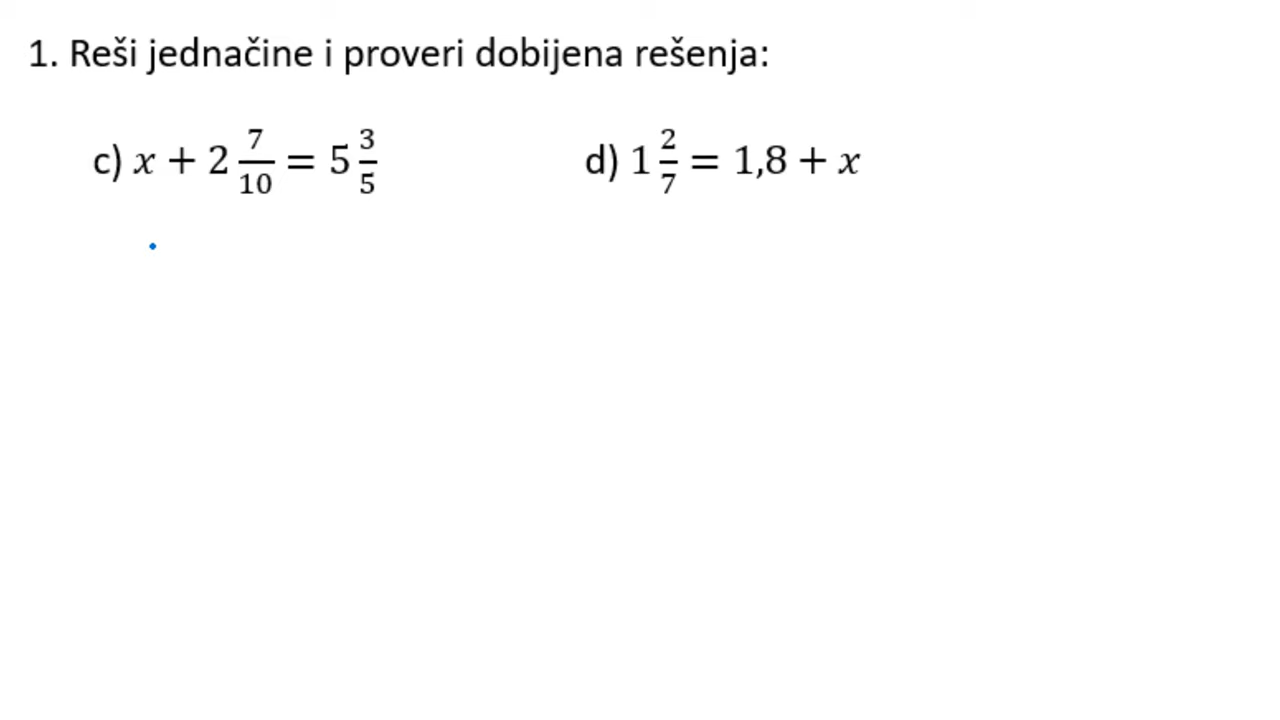 1. Reši jednačine i proveri dobijena rešenja:
c) x + 2 7/10 = 5 3/5
d) 1 2/7 = 1,8 + x